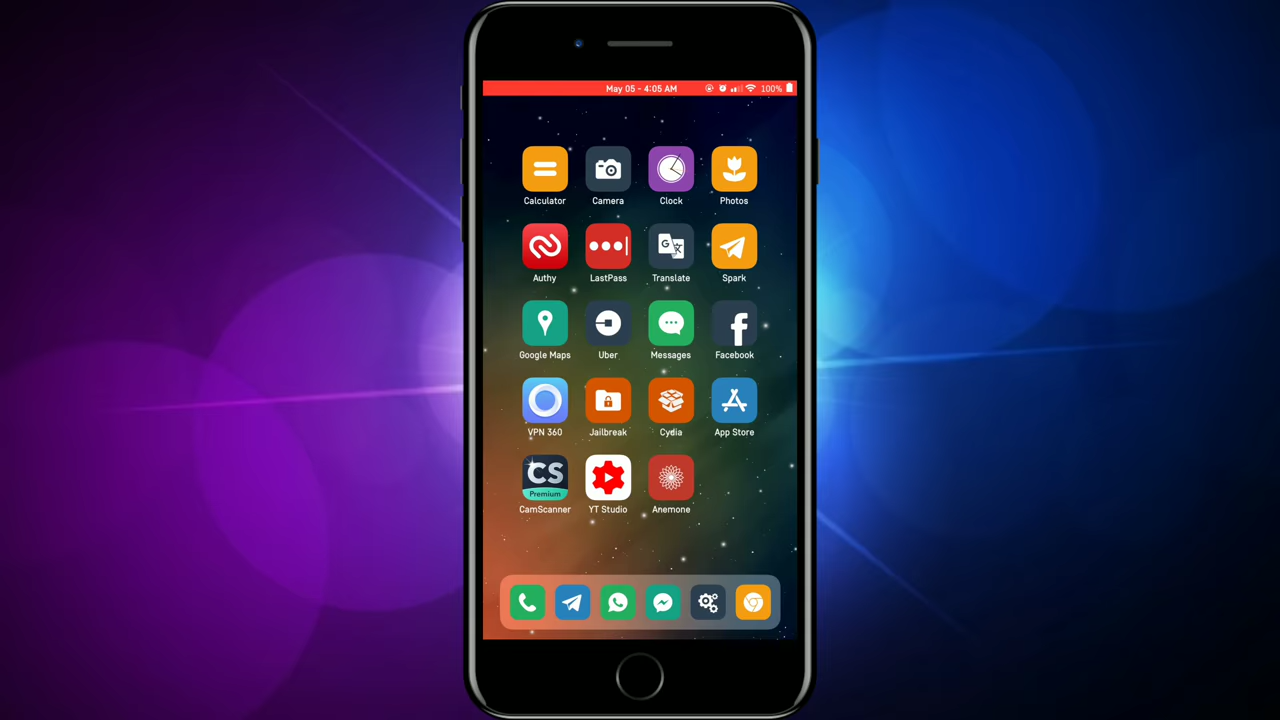 May 05 - 4:05 AM 100%
Calculator Camera Clock Photos
Authy LastPass Translate Spark
Google Maps Uber Messages Facebook
VPN 360 Jailbreak Cydia App Store
CS
Premium
CamScanner YT Studio Anemone